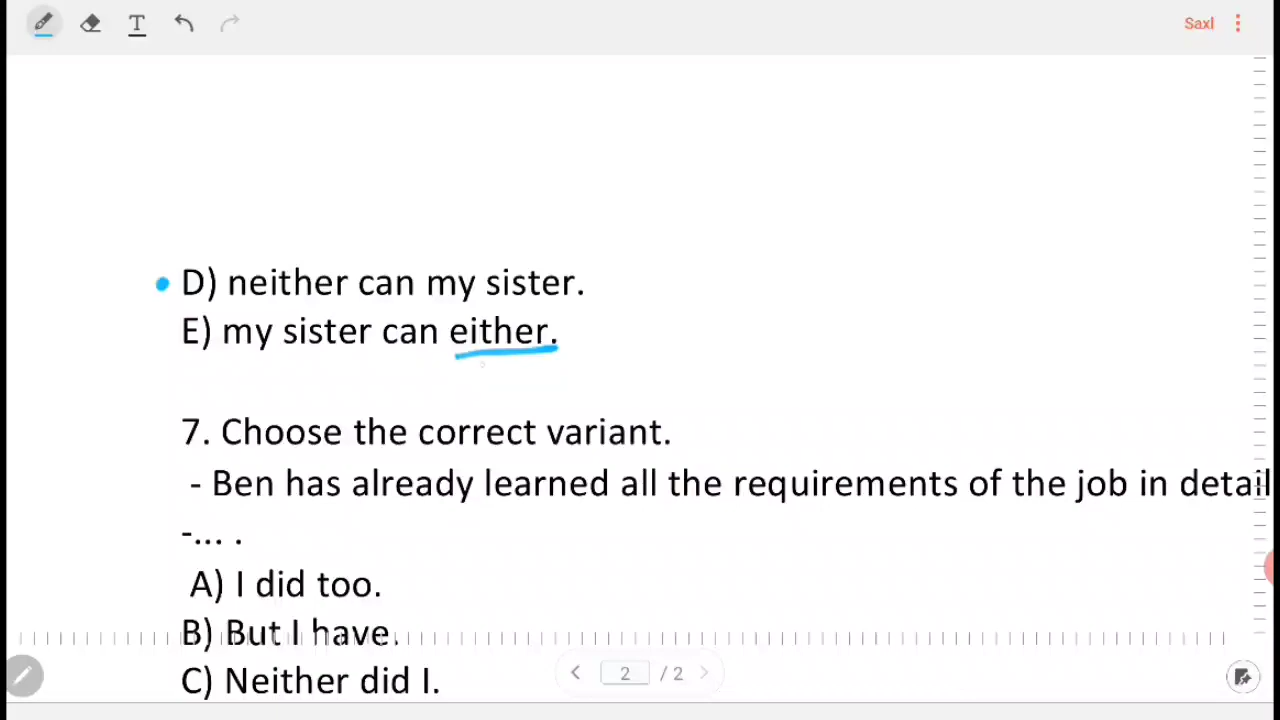 Saxl
D) neither can my sister.
E) my sister can either.
7. Choose the correct variant.
- Ben has already learned all the requirements of the job in detail
-... .
A) I did too.
B) But I have.
C) Neither did I.
2 / 2